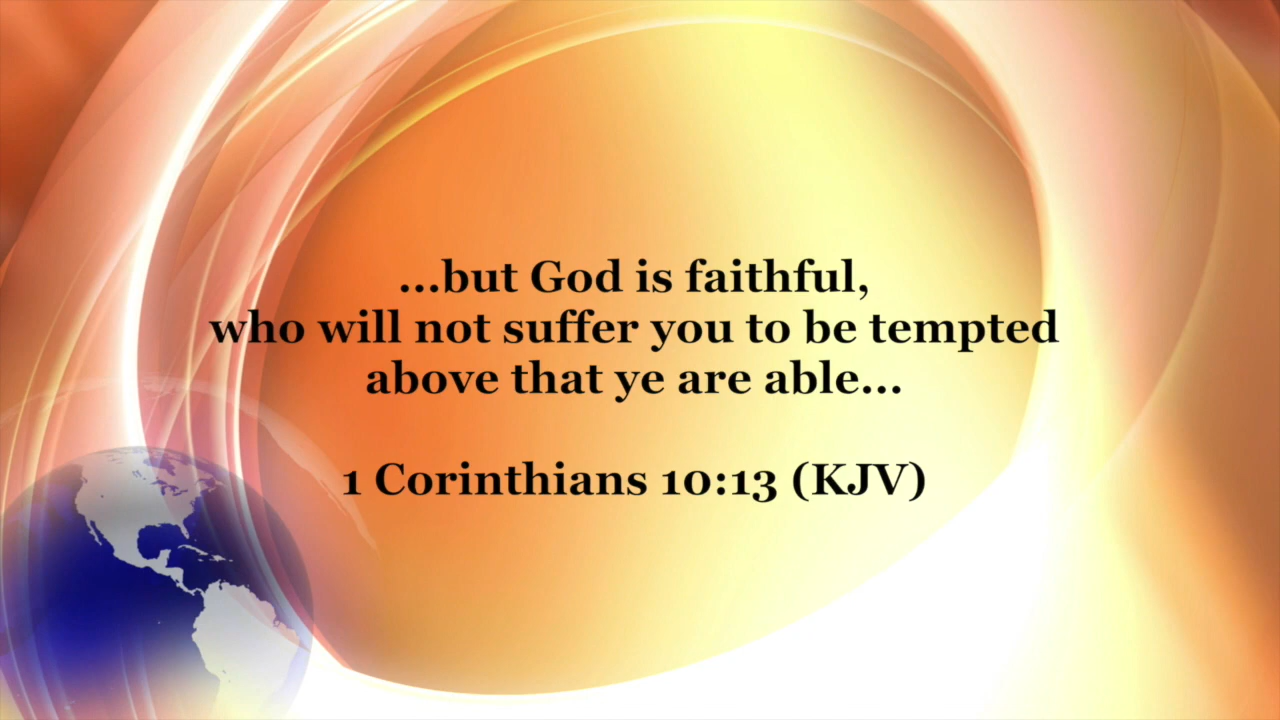 ...but God is faithful,
who will not suffer you to be tempted
above that ye are able...
1 Corinthians 10:13 (KJV)